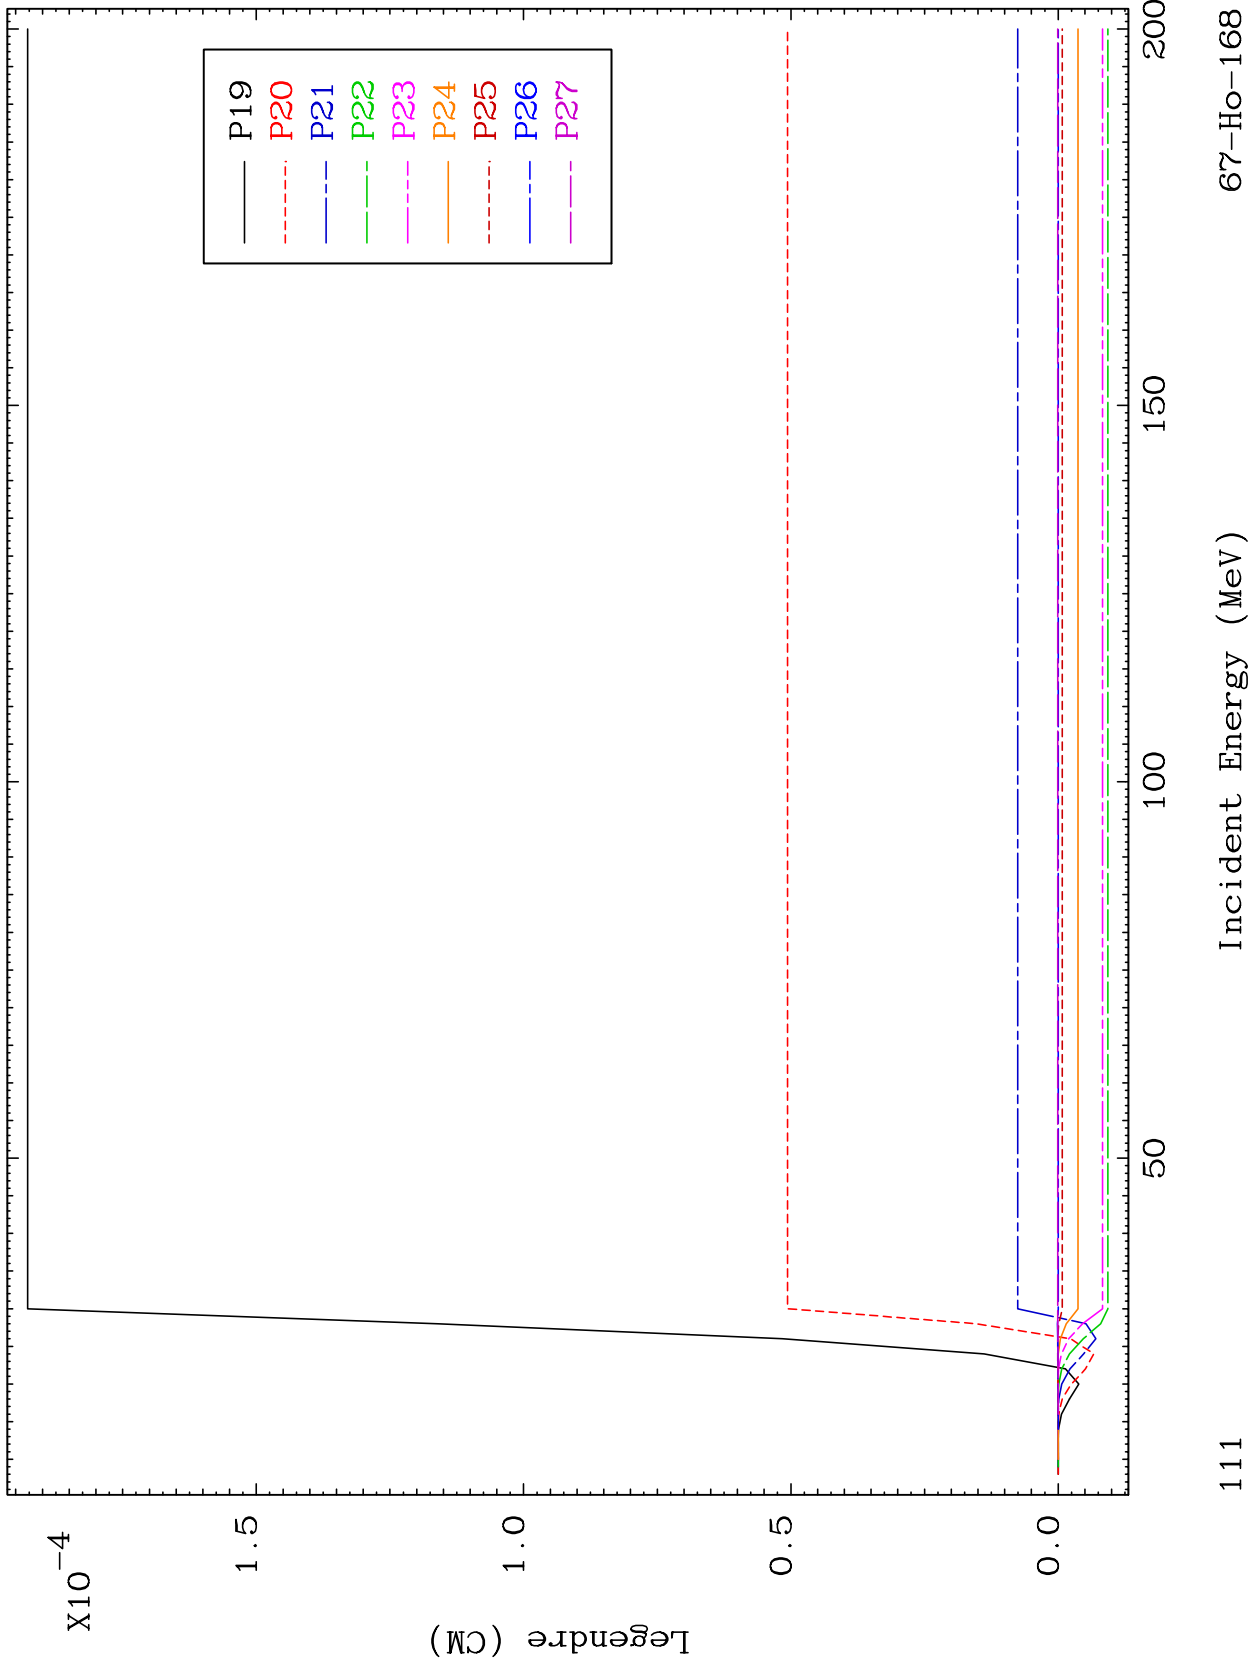 X10-4
1.5
1.0
0.5
0.0
Legendre (CM)
P19
P20
P21
P22
P23
P24
P25
P26
P27
50
100
150
200
Incident Energy (MeV)
111
67-Ho-168